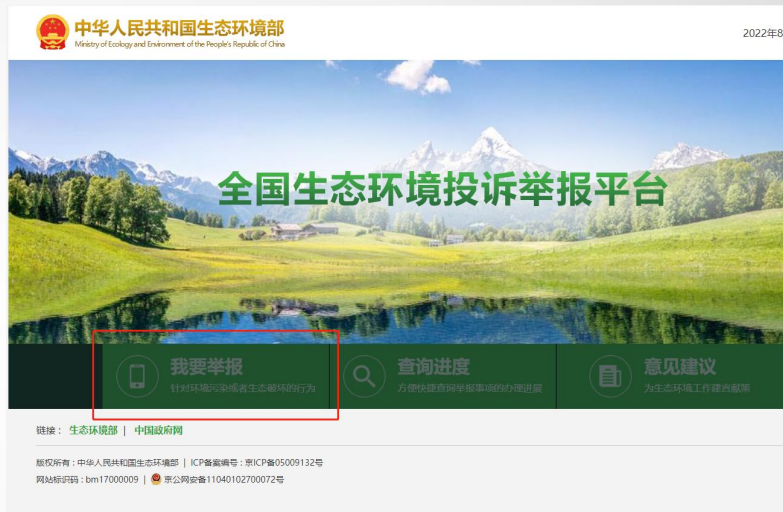 中华人民共和国生态环境部
Ministry of Ecology and Environment of the People's Republic of China
2022年8
全国生态环境投诉举报平台
我要举报
针对环境污染或者生态破坏的行为
查询进度
方便快捷查询举报事项的办理进展
意见建议
为生态环境工作建言献策
链接： 生态环境部 | 中国政府网
版权所有：中华人民共和国生态环境部 | ICP备案编号：京ICP备05009132号
网站标识码：bm17000009 | 京公网安备11040102700072号